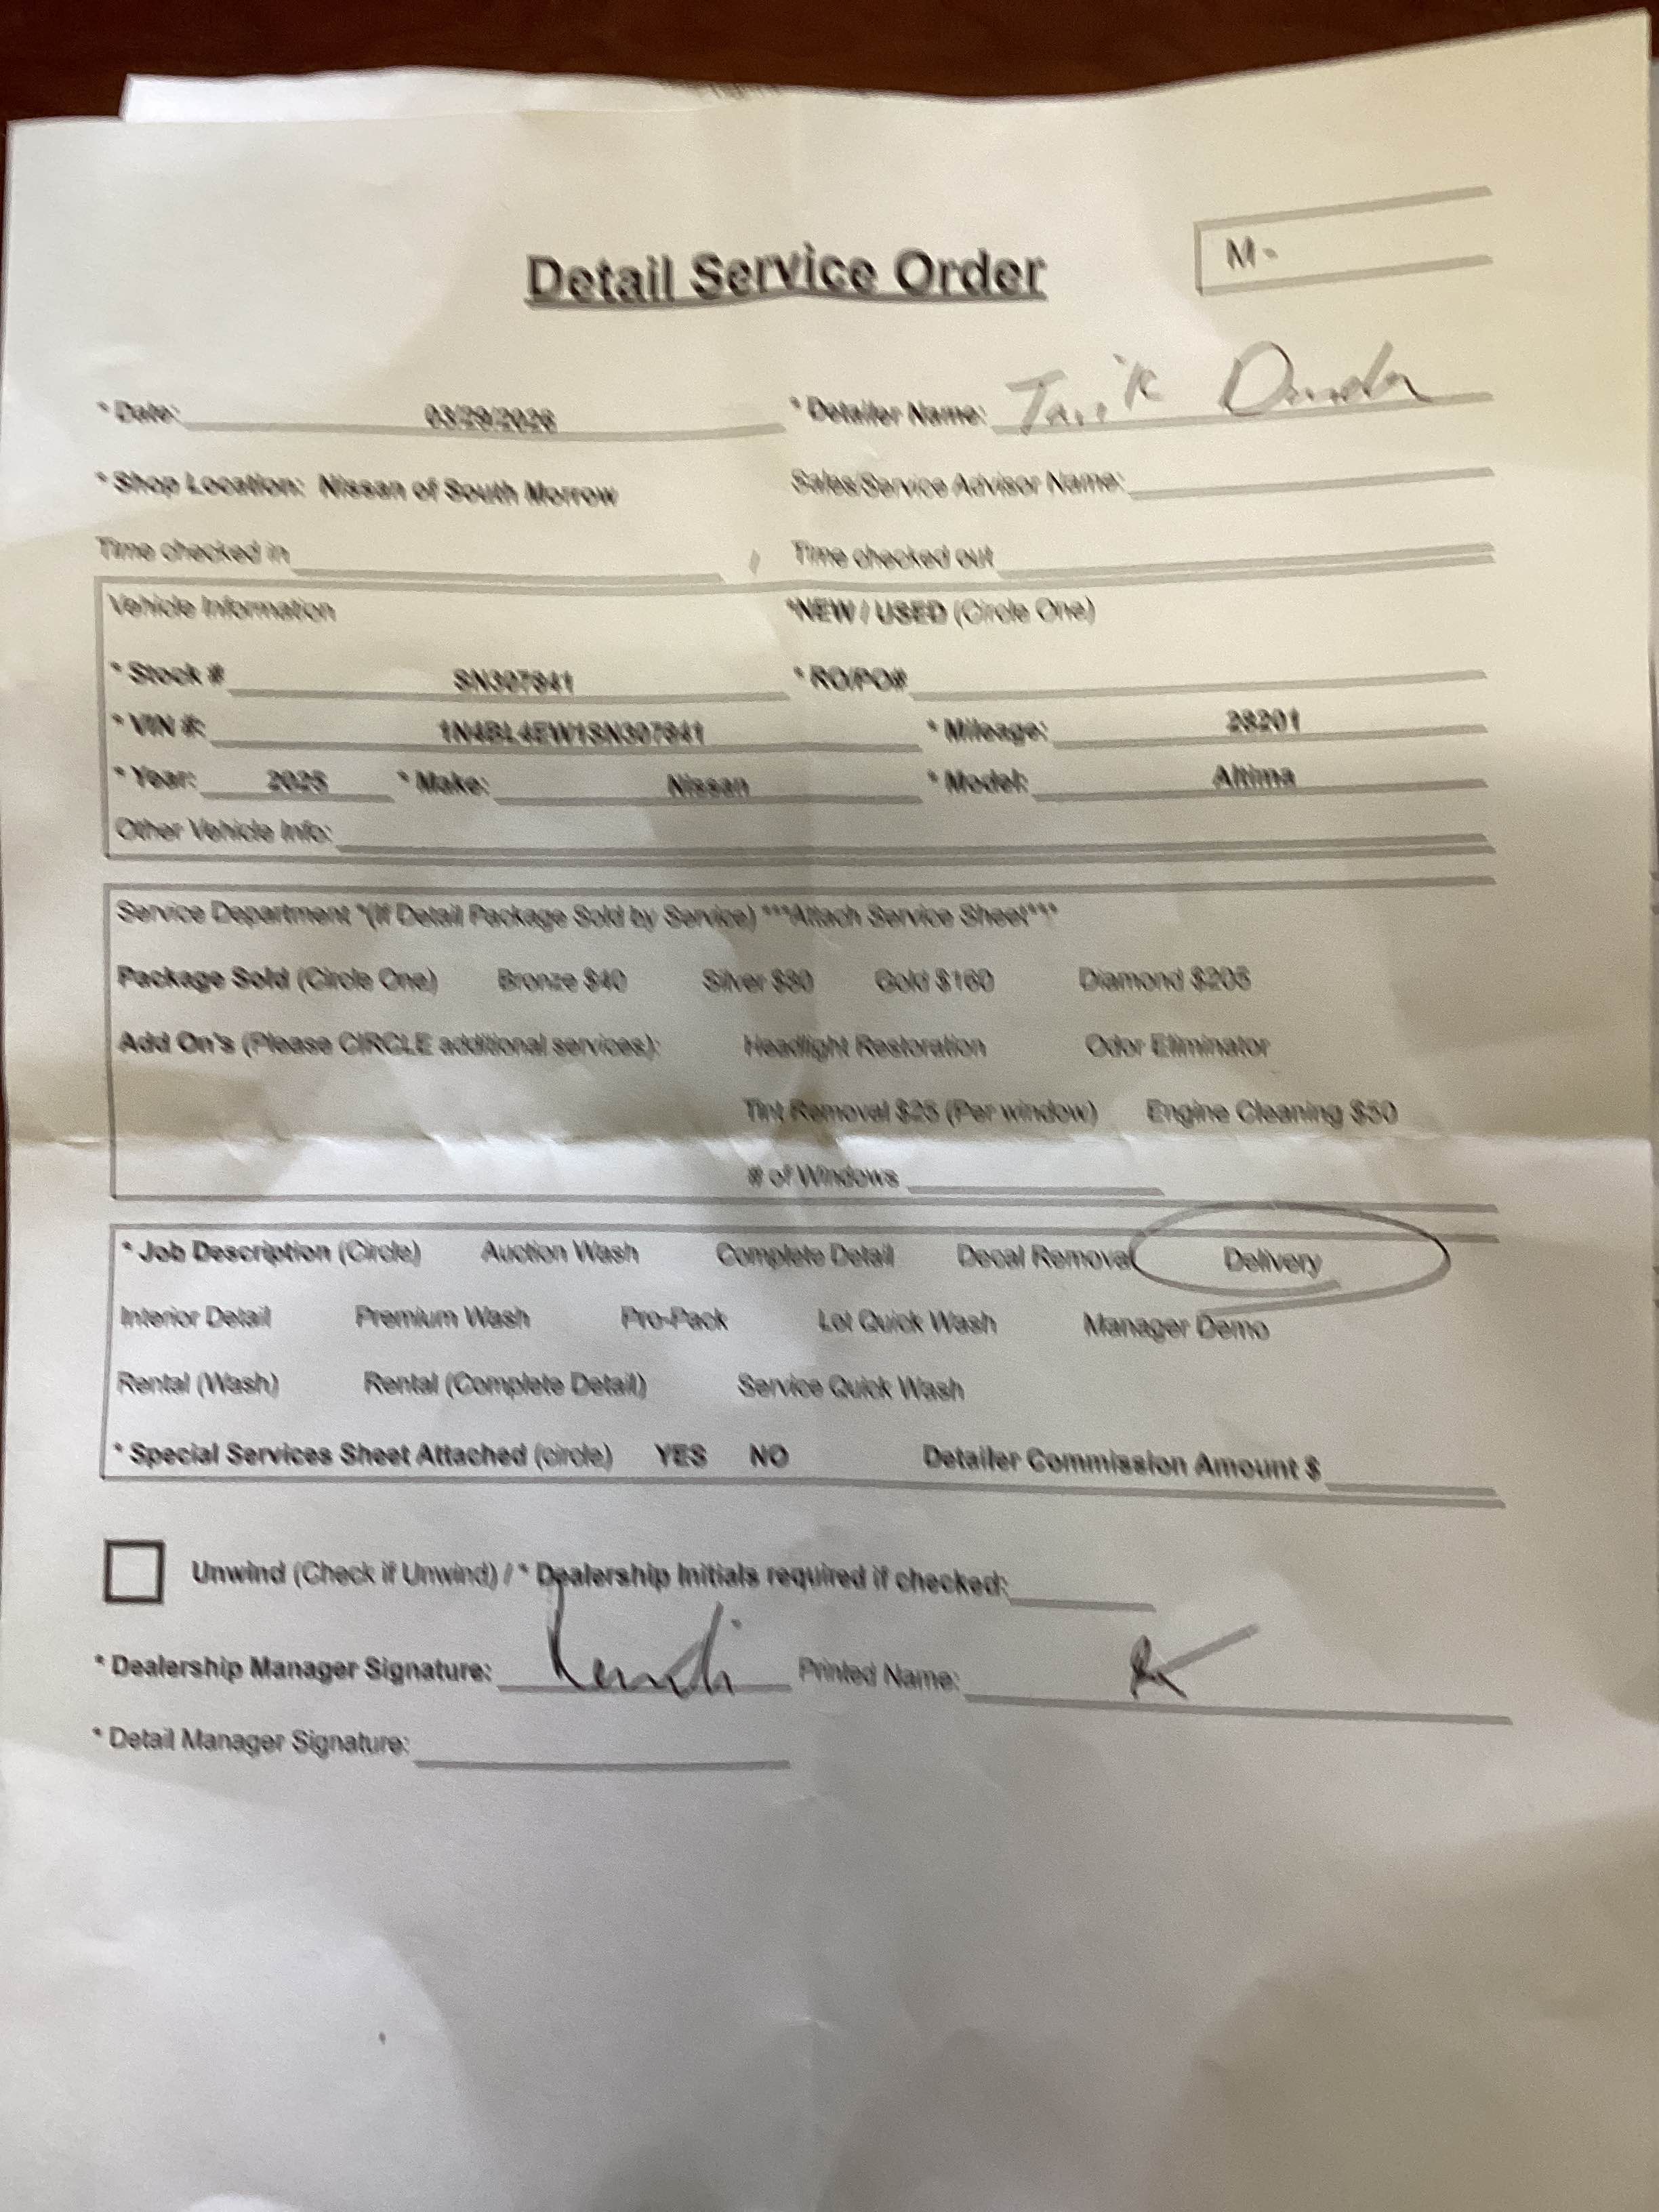 Detail Service Order
M -
* Date: 03/29/2026
* Detailer Name:
* Shop Location: Nissan of South Morrow
Sales/Service Advisor Name:
Time checked in
Time checked out
Vehicle Information
*NEW / USED (Circle One)
* Stock # SN307841
* RO/PO#
* VIN #: 1N4BL4EW1SN307841
* Mileage: 28201
* Year: 2025 * Make: Nissan * Model: Altima
Other Vehicle Info:
Service Department *(If Detail Package Sold by Service) ***Attach Service Sheet***
Package Sold (Circle One) Bronze $40 Silver $80 Gold $160 Diamond $205
Add On's (Please CIRCLE additional services): Headlight Restoration Odor Eliminator
Tint Removal $25 (Per window) Engine Cleaning $50
# of Windows
* Job Description (Circle) Auction Wash Complete Detail Decal Removal Delivery
Interior Detail Premium Wash Pro-Pack Lot Quick Wash Manager Demo
Rental (Wash) Rental (Complete Detail) Service Quick Wash
* Special Services Sheet Attached (circle) YES NO Detailer Commission Amount $
Unwind (Check if Unwind) / * Dealership Initials required if checked:
* Dealership Manager Signature: Printed Name:
* Detail Manager Signature: